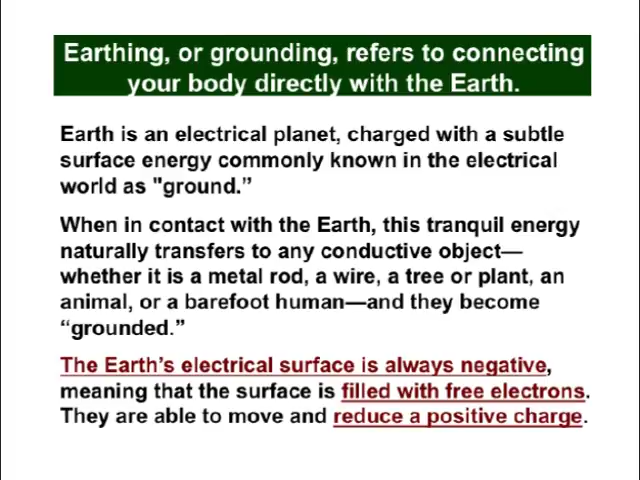 Earthing, or grounding, refers to connecting
your body directly with the Earth.
Earth is an electrical planet, charged with a subtle
surface energy commonly known in the electrical
world as "ground.”
When in contact with the Earth, this tranquil energy
naturally transfers to any conductive object—
whether it is a metal rod, a wire, a tree or plant, an
animal, or a barefoot human—and they become
“grounded.”
The Earth’s electrical surface is always negative,
meaning that the surface is filled with free electrons.
They are able to move and reduce a positive charge.